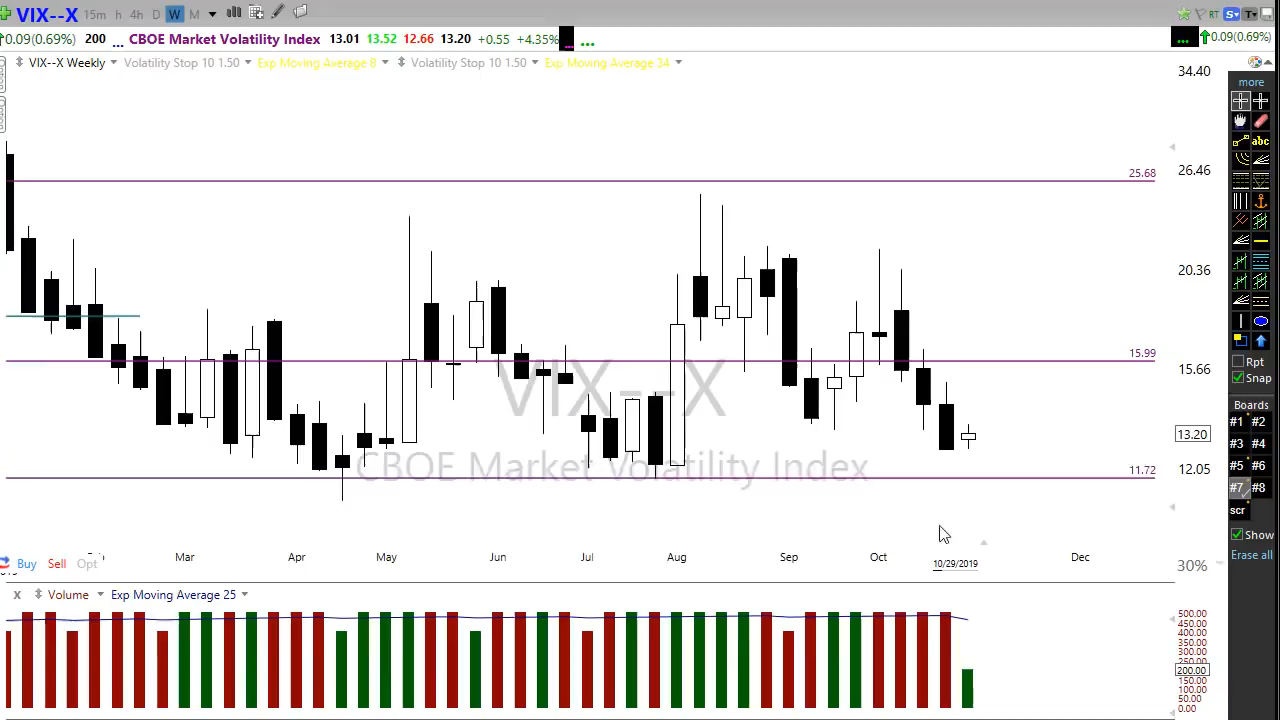 VIX--X 15m h 4h D W M RT S T
0.09(0.69%) 200 ... CBOE Market Volatility Index 13.01 13.52 12.66 13.20 +0.55 +4.35% ... ... ... 0.09(0.69%)
VIX--X Weekly Volatility Stop 10 1.50 Exp Moving Average 8 Volatility Stop 10 1.50 Exp Moving Average 34
34.40
more
abc
25.68
26.46
20.36
15.99
15.66
Rpt
Snap
VIX--X
Boards
#1 #2
13.20
#3 #4
CBOE Market Volatility Index
12.05
#5 #6
11.72
#7 #8
scr
Show
Erase all
Mar Apr May Jun Jul Aug Sep Oct Dec
10/29/2019
Buy Sell Opt
30%
X Volume Exp Moving Average 25
500.00
450.00
400.00
350.00
300.00
200.00
150.00
100.00
50.00
0.00